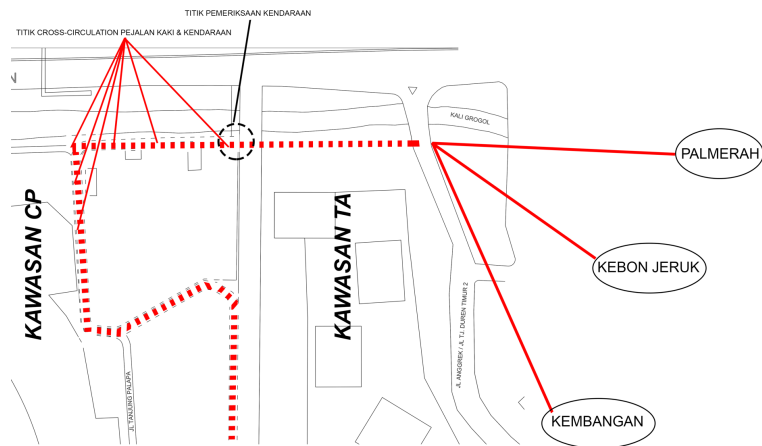 TITIK PEMERIKSAAN KENDARAAN
TITIK CROSS-CIRCULATION PEJALAN KAKI & KENDARAAN
N
KALI GROGOL
PALMERAH
KAWASAN CP
KAWASAN TA
KEBON JERUK
JL ANGGREK / JL TJ. DUREN TIMUR 2
JL TANJUNG PALAPA
KEMBANGAN